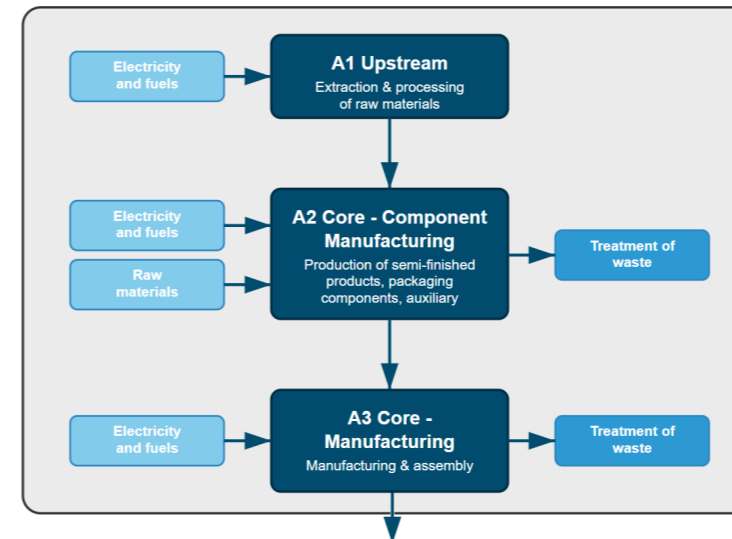 Electricity
and fuels
A1 Upstream
Extraction & processing
of raw materials
Electricity
and fuels
Raw
materials
A2 Core - Component
Manufacturing
Production of semi-finished
products, packaging
components, auxiliary
Treatment of
waste
Electricity
and fuels
A3 Core -
Manufacturing
Manufacturing & assembly
Treatment of
waste